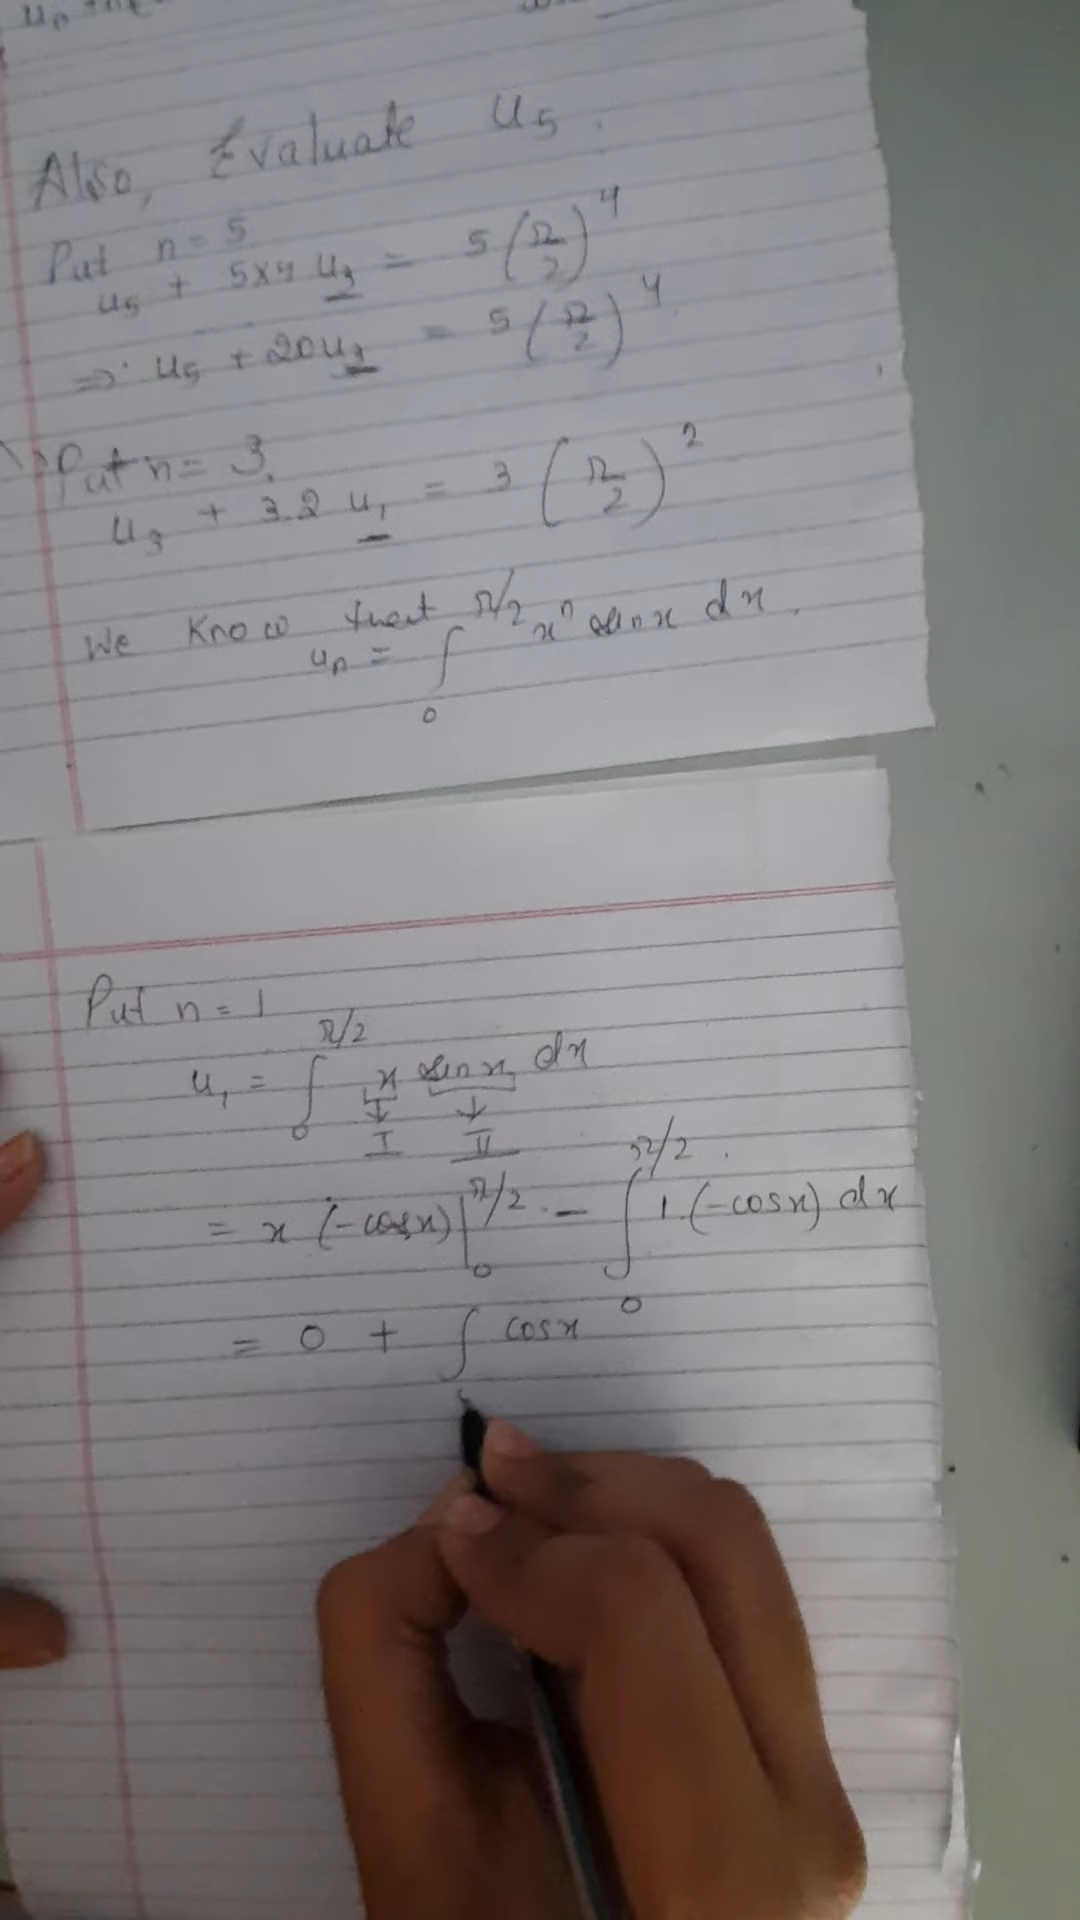 Also, Evaluate u₅.
Put n = 5
u₅ + 5×4 u₃ = 5(π/2)⁴
⇒ u₅ + 20u₃ = 5(π/2)⁴
Put n = 3.
u₃ + 3.2 u₁ = 3(π/2)²
We know that
uₙ = ∫₀^π/2 xⁿ sin x dx.
Put n = 1
u₁ = ∫₀^π/2 x sin x dx
I II
= x (-cos x)|₀^π/2 - ∫₀^π/2 1.(-cos x) dx
= 0 + ∫ cos x